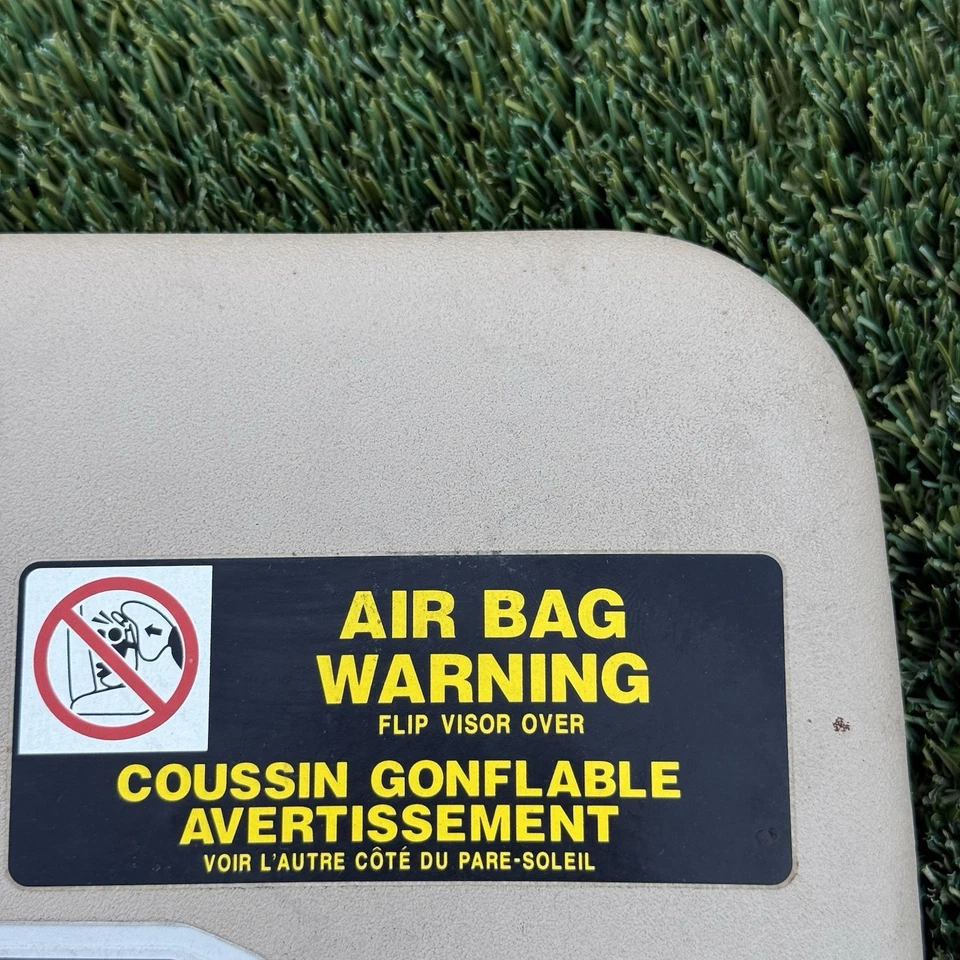 AIR BAG
WARNING
FLIP VISOR OVER
COUSSIN GONFLABLE
AVERTISSEMENT
VOIR L'AUTRE CÔTÉ DU PARE-SOLEIL